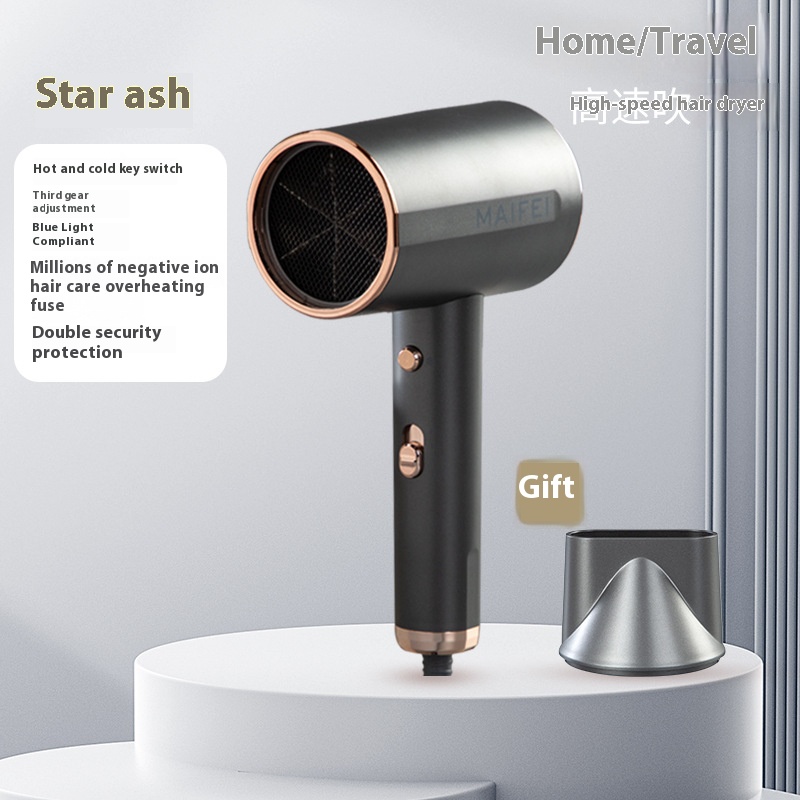 Home/Travel
Star ash
高速吹
High-speed hair dryer
Hot and cold key switch
Third gear
adjustment
Blue Light
Compliant
Millions of negative ion
hair care overheating
fuse
Double security
protection
MAIFEI
Gift